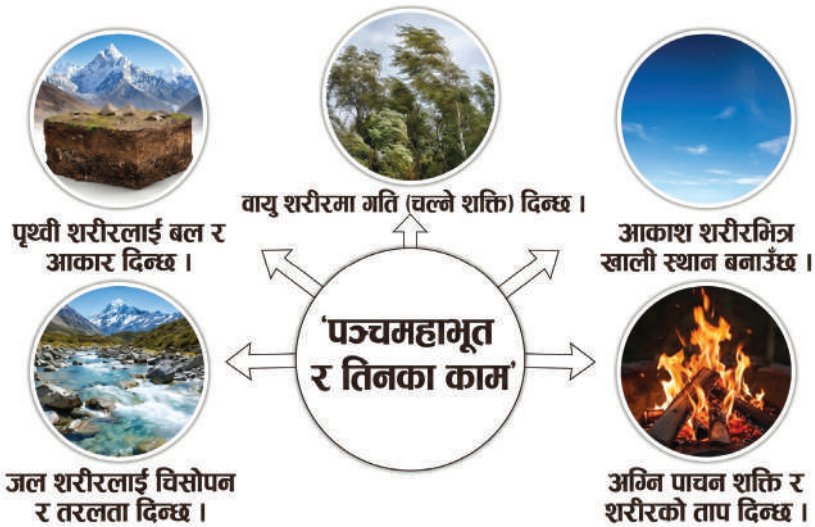 वायु शरीरमा गति (चल्ने शक्ति) दिन्छ ।
पृथ्वी शरीरलाई बल र
आकार दिन्छ ।
आकाश शरीरभित्र
खाली स्थान बनाउँछ ।
‘पञ्चमहाभूत
र तिनका काम’
जल शरीरलाई चिसोपन
र तरलता दिन्छ ।
अग्नि पाचन शक्ति र
शरीरको ताप दिन्छ ।